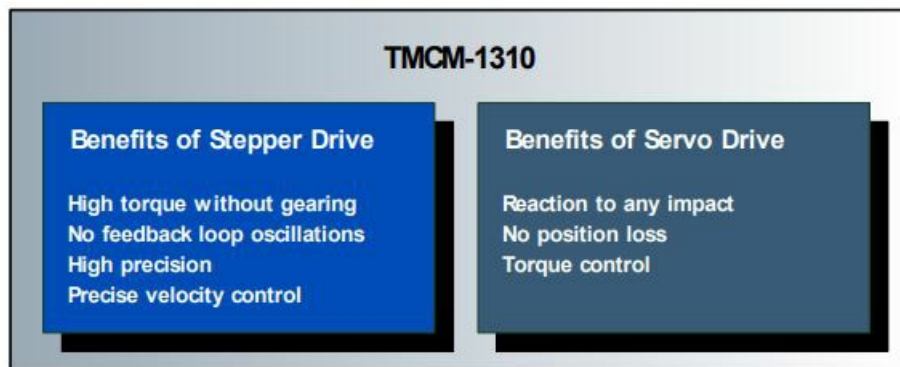 TMCM-1310
Benefits of Stepper Drive
High torque without gearing
No feedback loop oscillations
High precision
Precise velocity control
Benefits of Servo Drive
Reaction to any impact
No position loss
Torque control